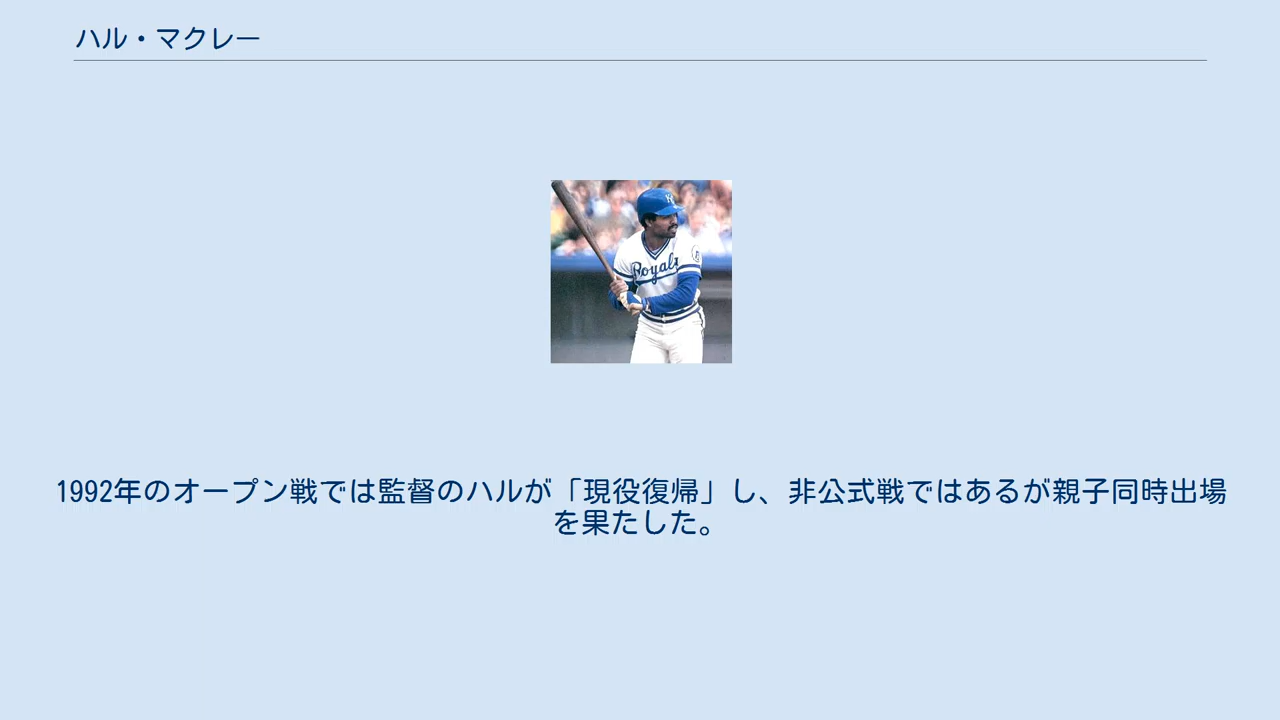 ハル・マクレー
Royals
1992年のオープン戦では監督のハルが「現役復帰」し、非公式戦ではあるが親子同時出場
を果たした。